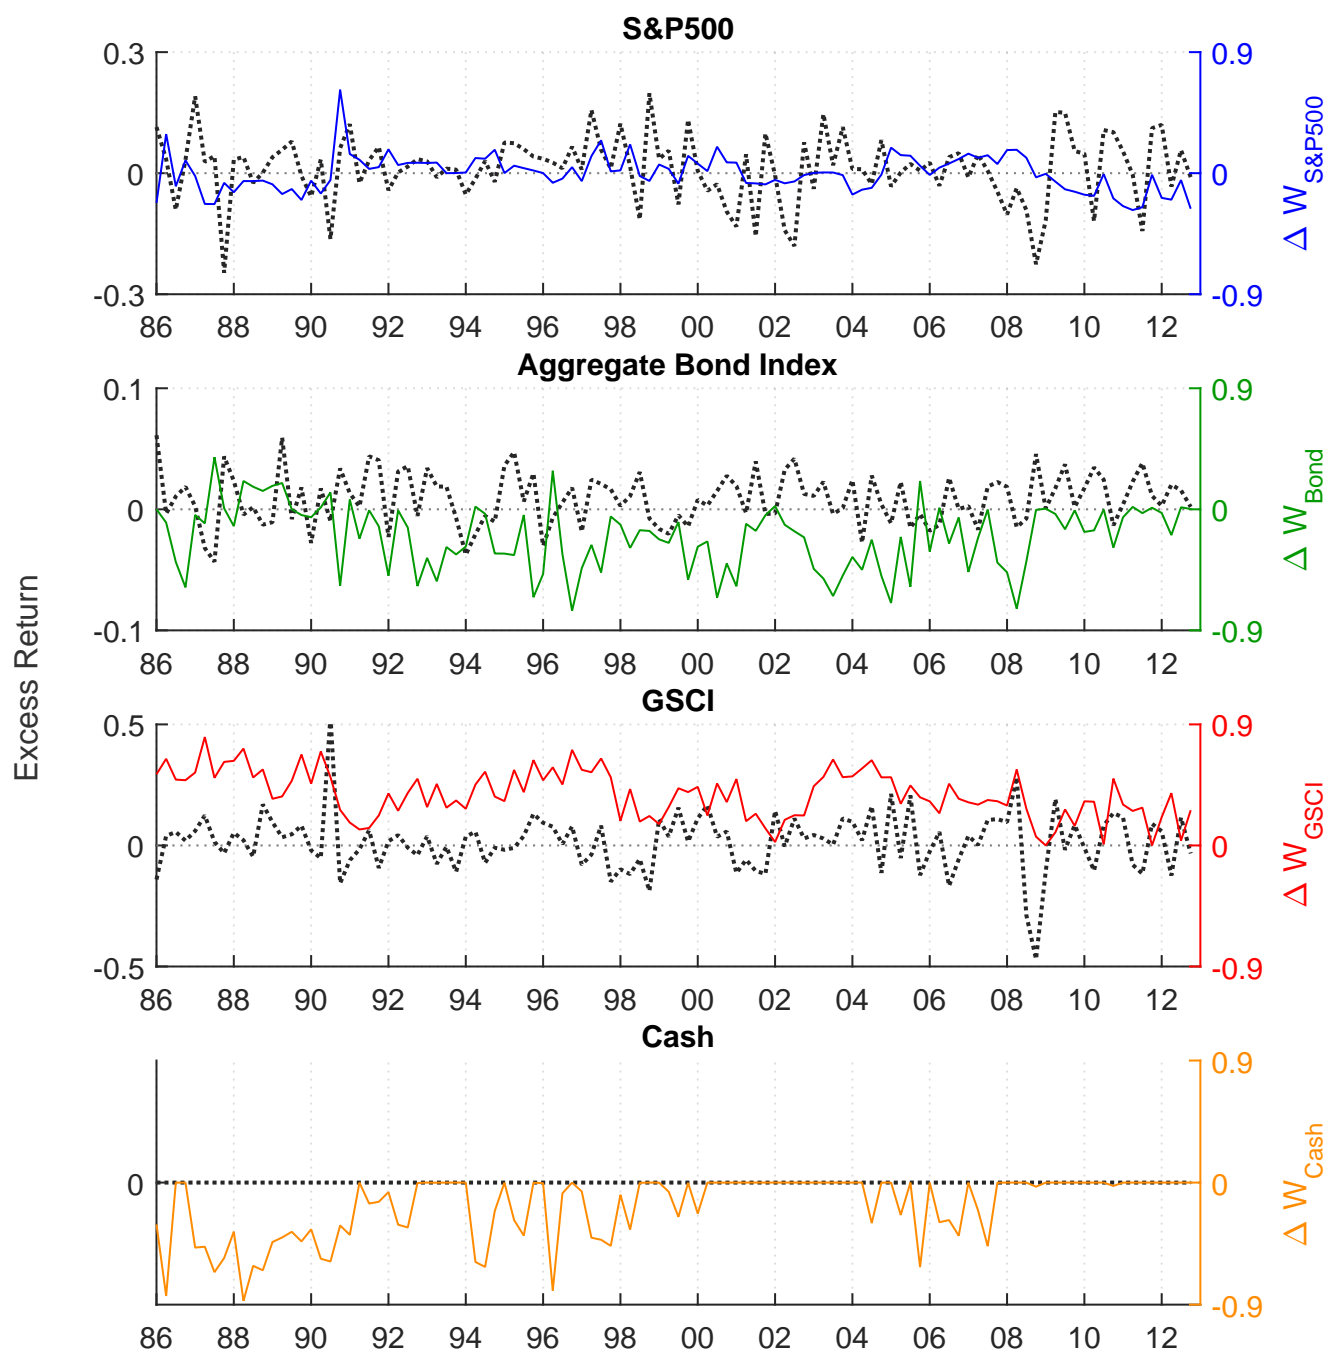 S&P500
0.3
0
-0.3
0.9
0
-0.9
Δ W S&P500
86 88 90 92 94 96 98 00 02 04 06 08 10 12
Aggregate Bond Index
0.1
0
-0.1
0.9
0
-0.9
Δ W Bond
86 88 90 92 94 96 98 00 02 04 06 08 10 12
Excess Return
GSCI
0.5
0
-0.5
0.9
0
-0.9
Δ W GSCI
86 88 90 92 94 96 98 00 02 04 06 08 10 12
Cash
0
0.9
0
-0.9
Δ W Cash
86 88 90 92 94 96 98 00 02 04 06 08 10 12